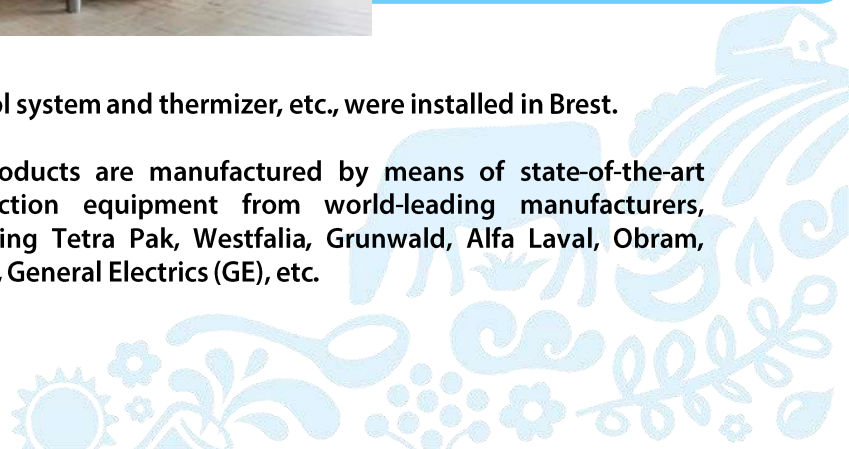 ol system and thermizer, etc., were installed in Brest.
oducts are manufactured by means of state-of-the-art
ction equipment from world-leading manufacturers,
ing Tetra Pak, Westfalia, Grunwald, Alfa Laval, Obram,
, General Electrics (GE), etc.